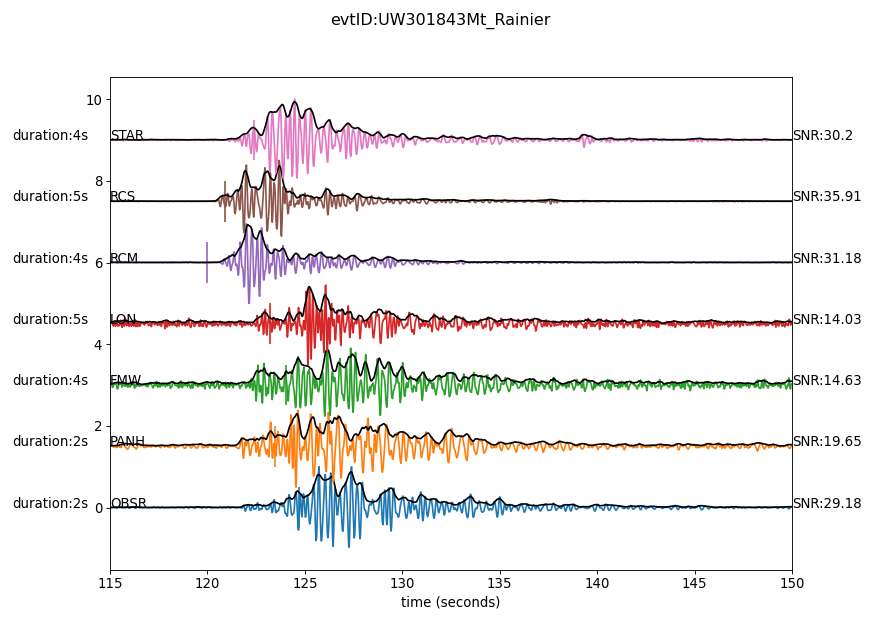 evtID:UW301843Mt_Rainier
10
duration:4s STAR SNR:30.2
8
duration:5s RCS SNR:35.91
duration:4s RCM SNR:31.18
6
duration:5s LON SNR:14.03
4
duration:4s FMW SNR:14.63
2
duration:2s PANH SNR:19.65
duration:2s OBSR SNR:29.18
0
115 120 125 130 135 140 145 150
time (seconds)